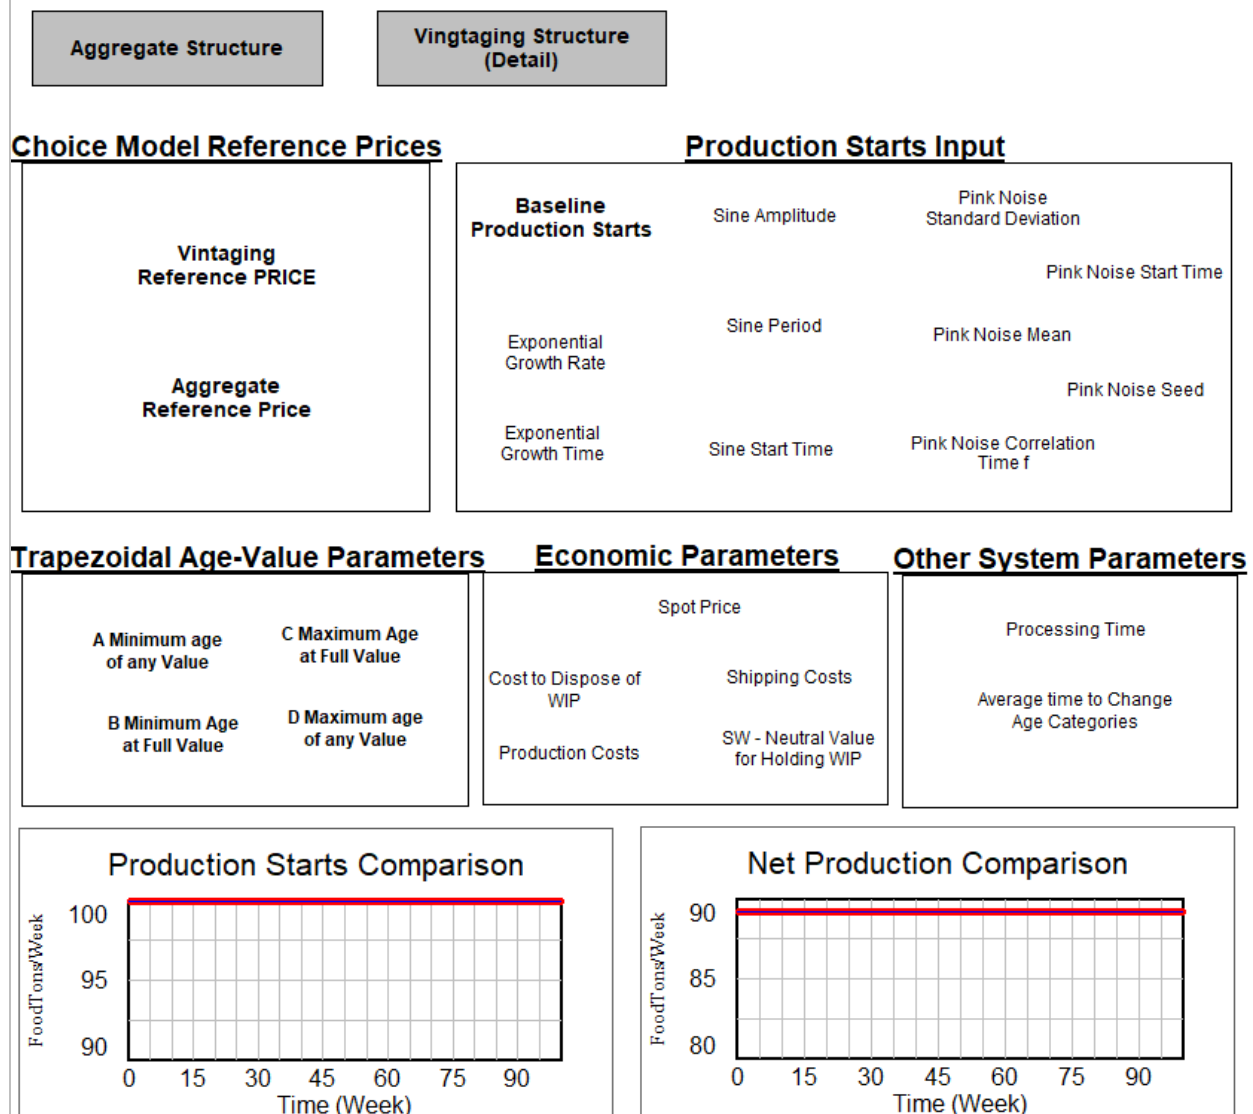 Aggregate Structure
Vingtaging Structure
(Detail)
Choice Model Reference Prices
Production Starts Input
Vintaging
Reference PRICE
Aggregate
Reference Price
Baseline
Production Starts
Sine Amplitude
Pink Noise
Standard Deviation
Pink Noise Start Time
Exponential
Growth Rate
Sine Period
Pink Noise Mean
Pink Noise Seed
Exponential
Growth Time
Sine Start Time
Pink Noise Correlation
Time f
Trapezoidal Age-Value Parameters
Economic Parameters
Other System Parameters
A Minimum age
of any Value
C Maximum Age
at Full Value
B Minimum Age
at Full Value
D Maximum age
of any Value
Spot Price
Cost to Dispose of
WIP
Shipping Costs
Production Costs
SW - Neutral Value
for Holding WIP
Processing Time
Average time to Change
Age Categories
Production Starts Comparison
FoodTons/Week
100
95
90
0 15 30 45 60 75 90
Time (Week)
Net Production Comparison
FoodTons/Week
90
85
80
0 15 30 45 60 75 90
Time (Week)